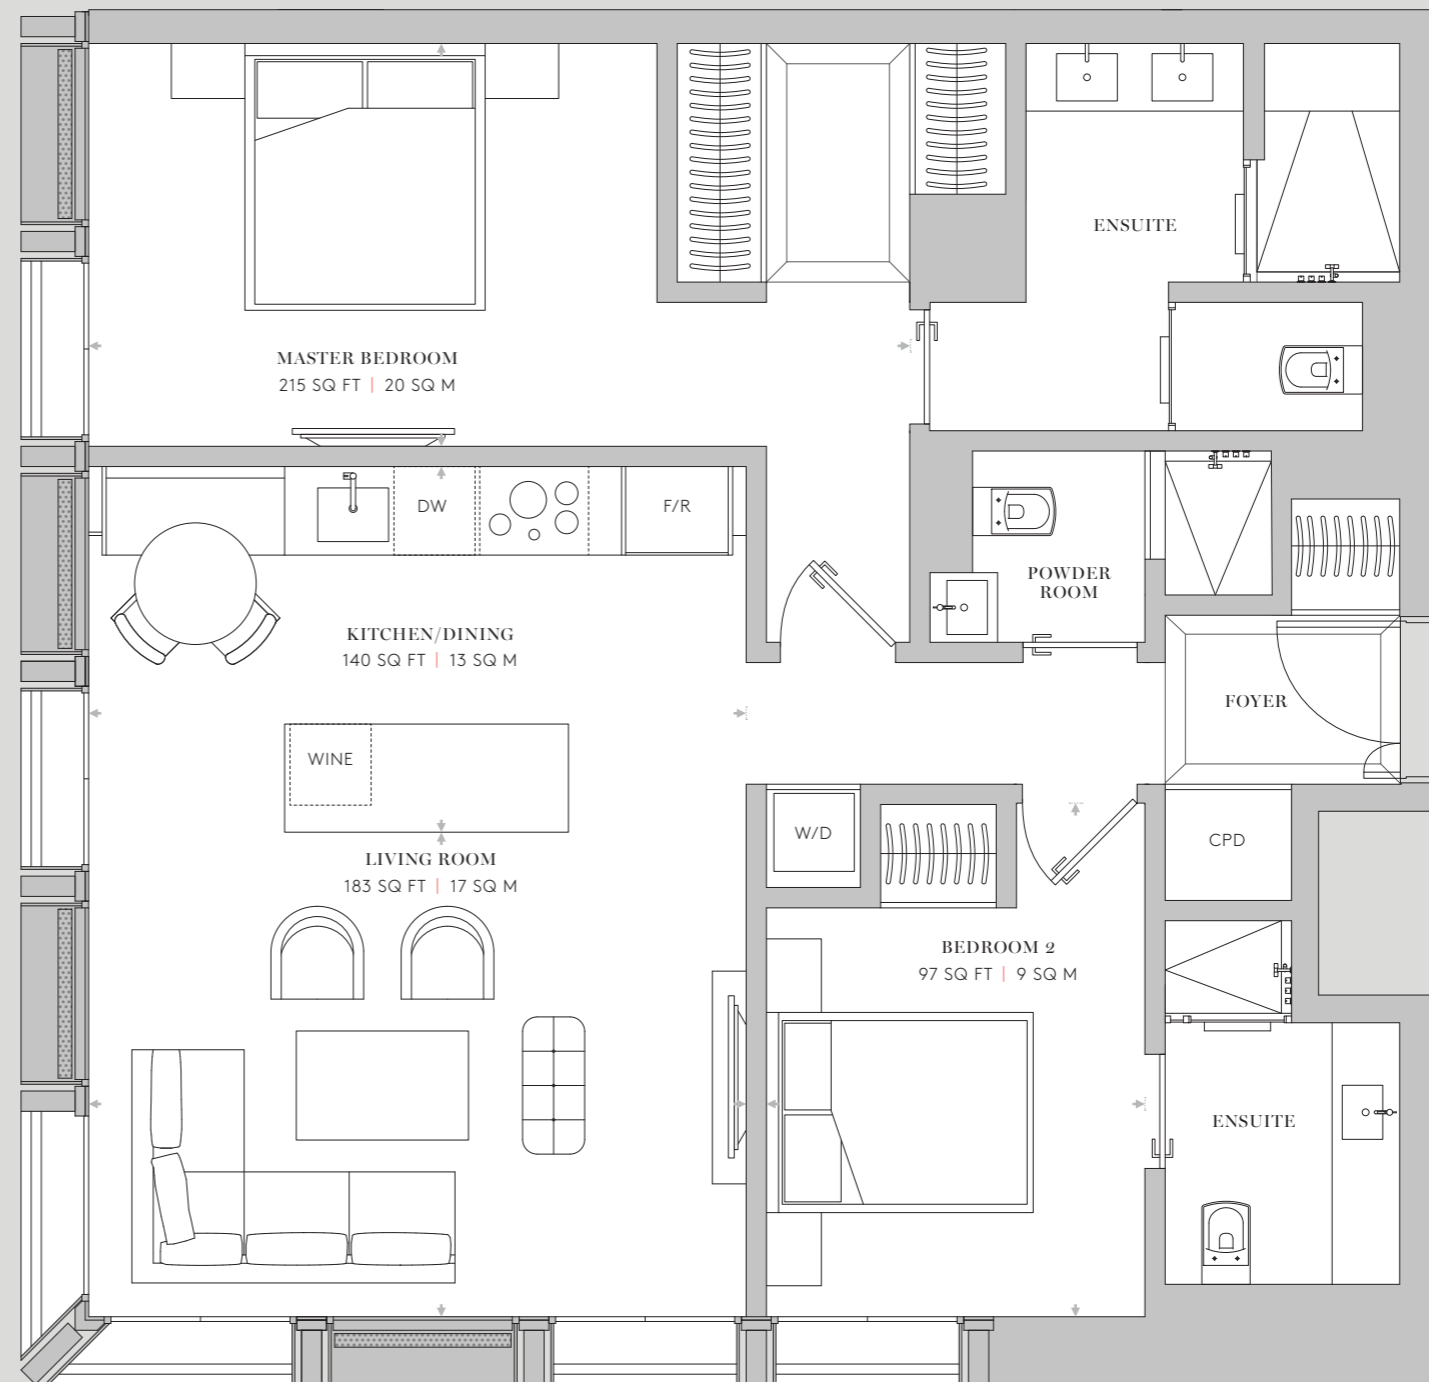 ENSUITE
MASTER BEDROOM
215 SQ FT | 20 SQ M
DW
F/R
POWDER
ROOM
KITCHEN/DINING
140 SQ FT | 13 SQ M
FOYER
WINE
W/D
CPD
LIVING ROOM
183 SQ FT | 17 SQ M
BEDROOM 2
97 SQ FT | 9 SQ M
ENSUITE